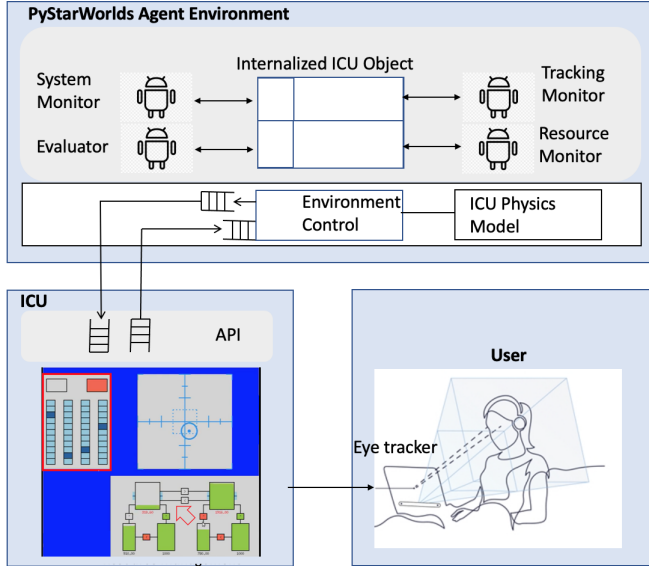 PyStarWorlds Agent Environment
Internalized ICU Object
System
Monitor
Tracking
Monitor
Evaluator
Resource
Monitor
Environment
Control
ICU Physics
Model
ICU
API
User
Eye tracker